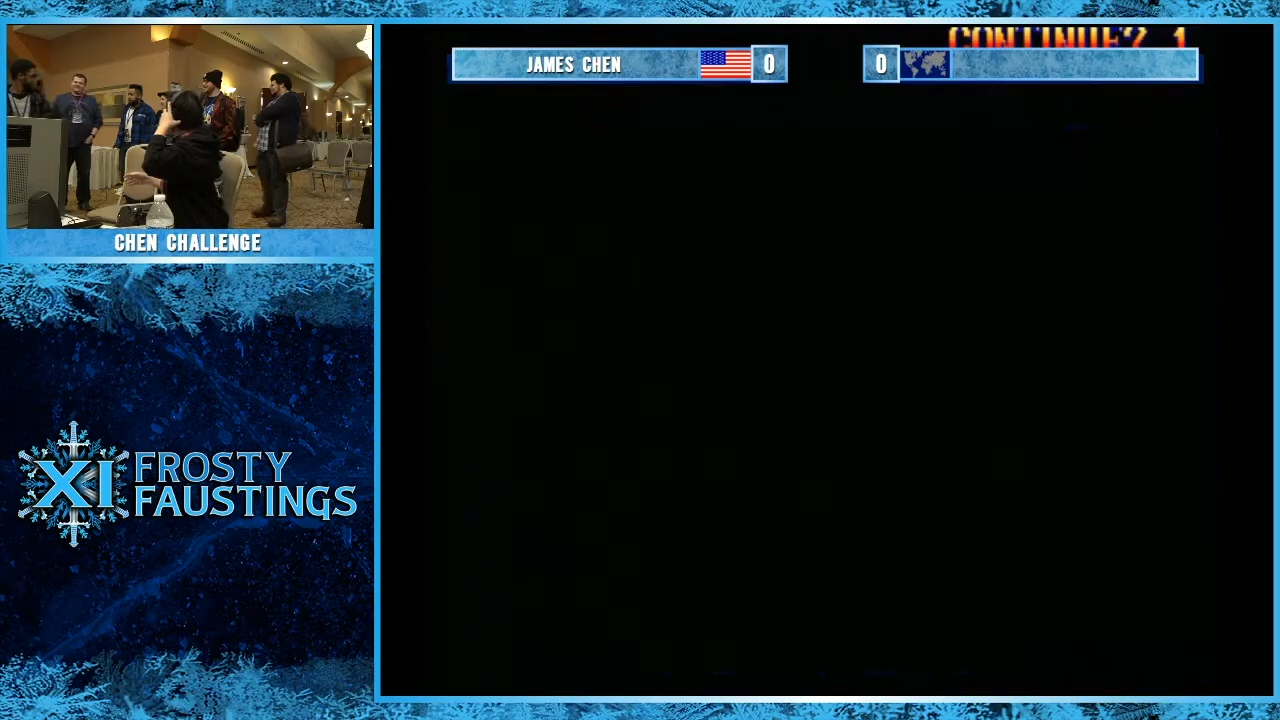 CONTINUE? 1
JAMES CHEN 0
0
CHEN CHALLENGE
XI FROSTY
FAUSTINGS